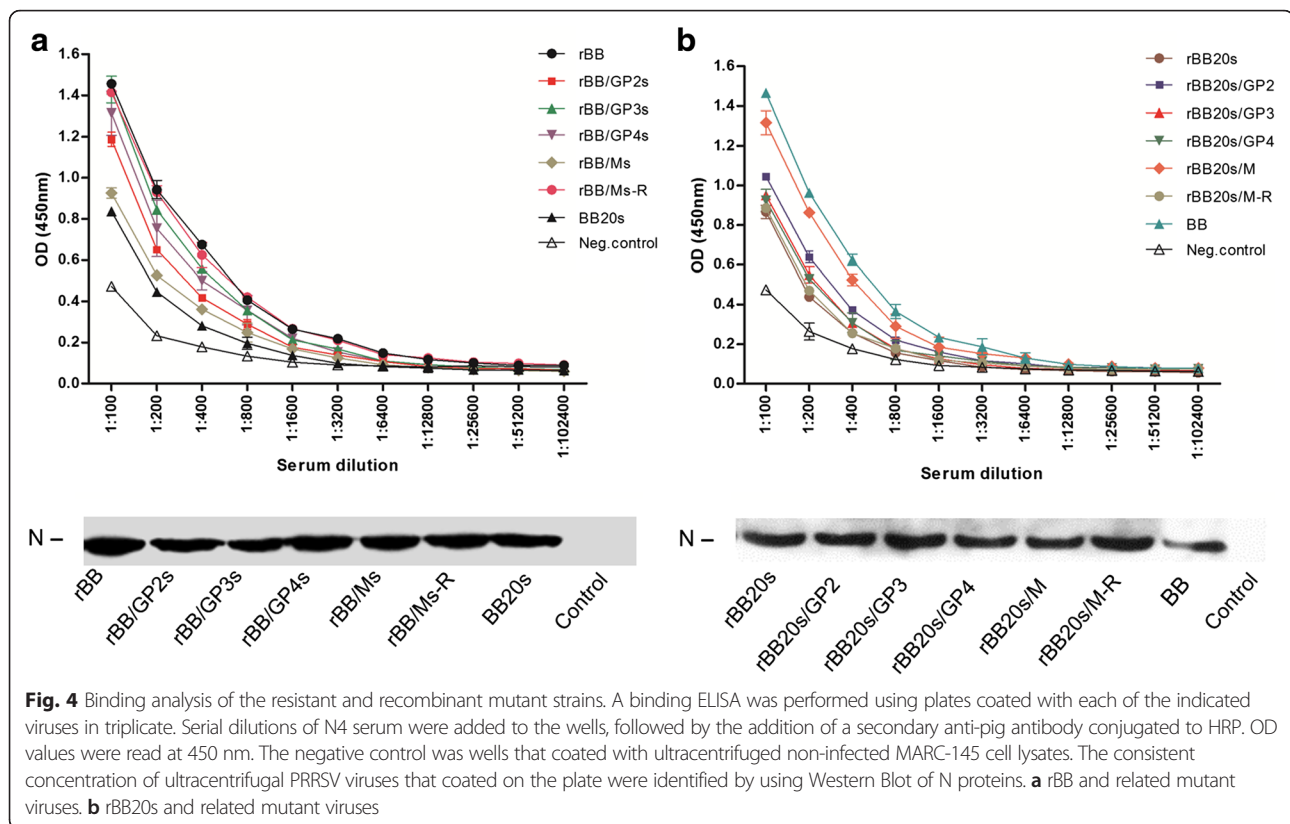 a
1.6
1.4
1.2
1.0
0.8
0.6
0.4
0.2
0.0
OD (450nm)
1:100
1:200
1:400
1:800
1:1600
1:3200
1:6400
1:12800
1:25600
1:51200
1:102400
Serum dilution
rBB
rBB/GP2s
rBB/GP3s
rBB/GP4s
rBB/Ms
rBB/Ms-R
BB20s
Neg.control
b
1.6
1.4
1.2
1.0
0.8
0.6
0.4
0.2
0.0
OD (450nm)
1:100
1:200
1:400
1:800
1:1600
1:3200
1:6400
1:12800
1:25600
1:51200
1:102400
Serum dilution
rBB20s
rBB20s/GP2
rBB20s/GP3
rBB20s/GP4
rBB20s/M
rBB20s/M-R
BB
Neg.control
N –
rBB
rBB/GP2s
rBB/GP3s
rBB/GP4s
rBB/Ms
rBB/Ms-R
BB20s
Control
N –
rBB20s
rBB20s/GP2
rBB20s/GP3
rBB20s/GP4
rBB20s/M
rBB20s/M-R
BB
Control
Fig. 4 Binding analysis of the resistant and recombinant mutant strains. A binding ELISA was performed using plates coated with each of the indicated
viruses in triplicate. Serial dilutions of N4 serum were added to the wells, followed by the addition of a secondary anti-pig antibody conjugated to HRP. OD
values were read at 450 nm. The negative control was wells that coated with ultracentrifuged non-infected MARC-145 cell lysates. The consistent
concentration of ultracentrifugal PRRSV viruses that coated on the plate were identified by using Western Blot of N proteins. a rBB and related mutant
viruses. b rBB20s and related mutant viruses